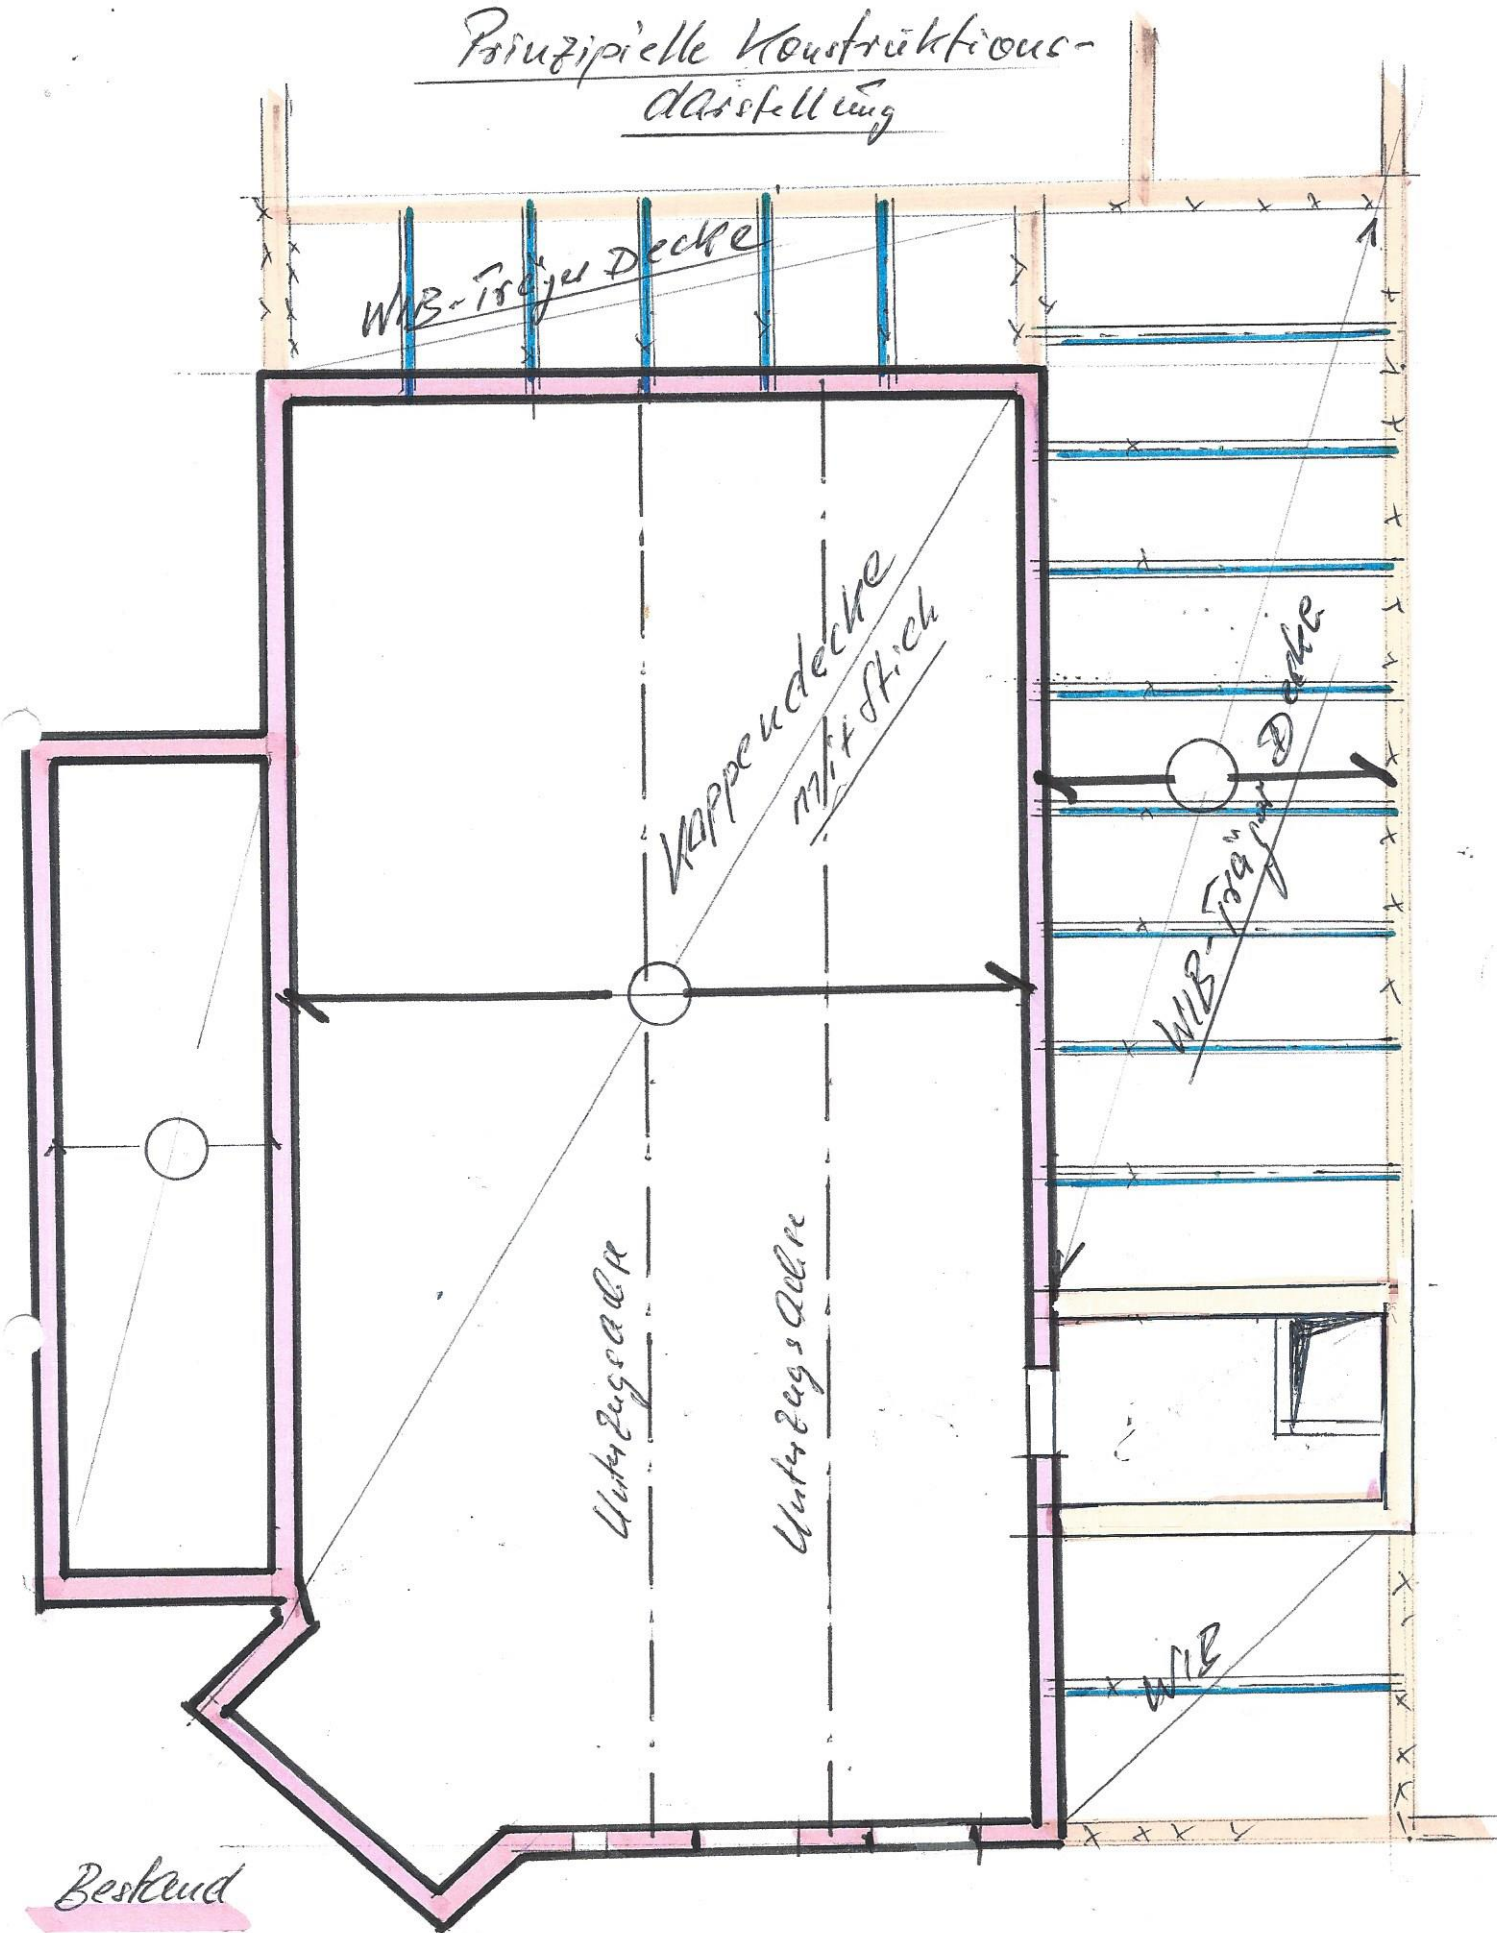 Prinzipielle Konstruktions-
darstellung
WIB-Träger Decke
Kappendecke
mit Stich
WIB-Träger Decke
Unterzugsachse
Unterzugsachse
WIB
Bestand